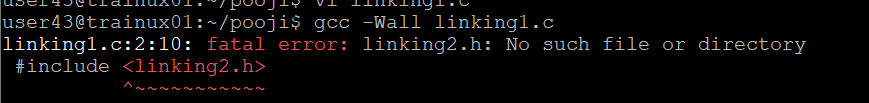 user43@trainux01:~/pooji$ vi linking1.c
user43@trainux01:~/pooji$ gcc -Wall linking1.c
linking1.c:2:10: fatal error: linking2.h: No such file or directory
 #include <linking2.h>
          ^~~~~~~~~~~~